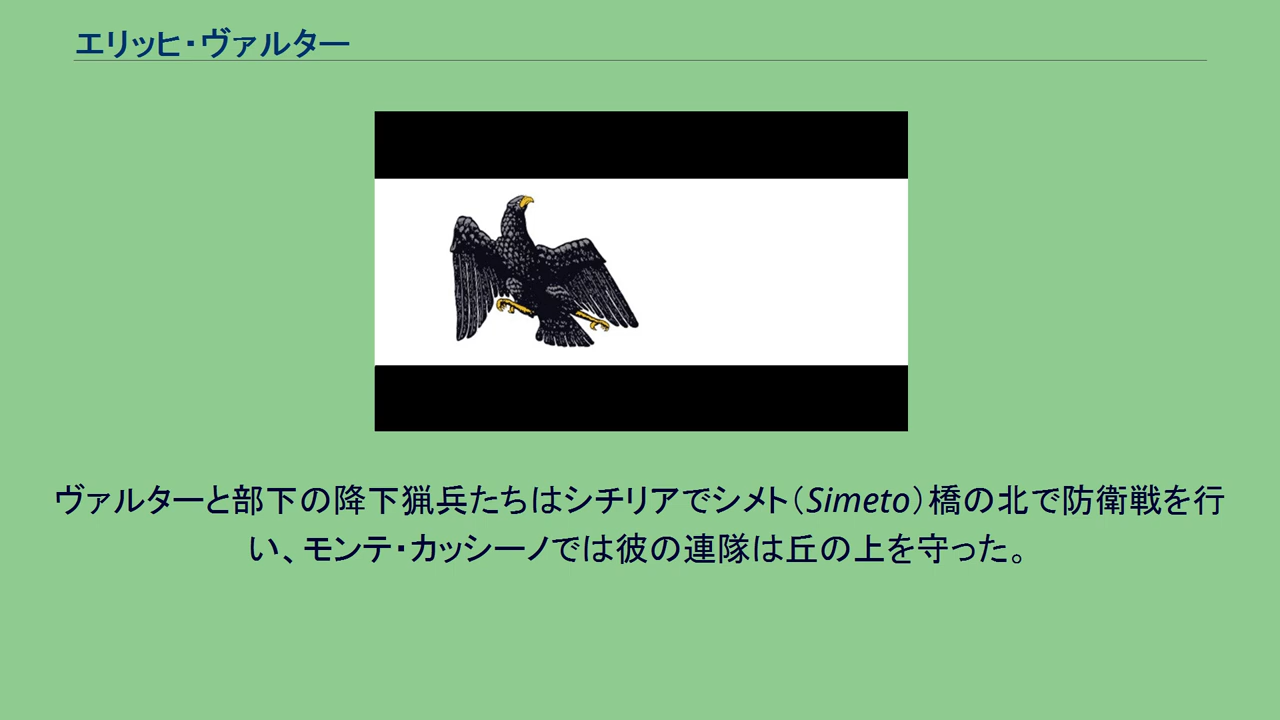 エリッヒ・ヴァルター
ヴァルターと部下の降下猟兵たちはシチリアでシメト（Simeto）橋の北で防衛戦を行
い、モンテ・カッシーノでは彼の連隊は丘の上を守った。